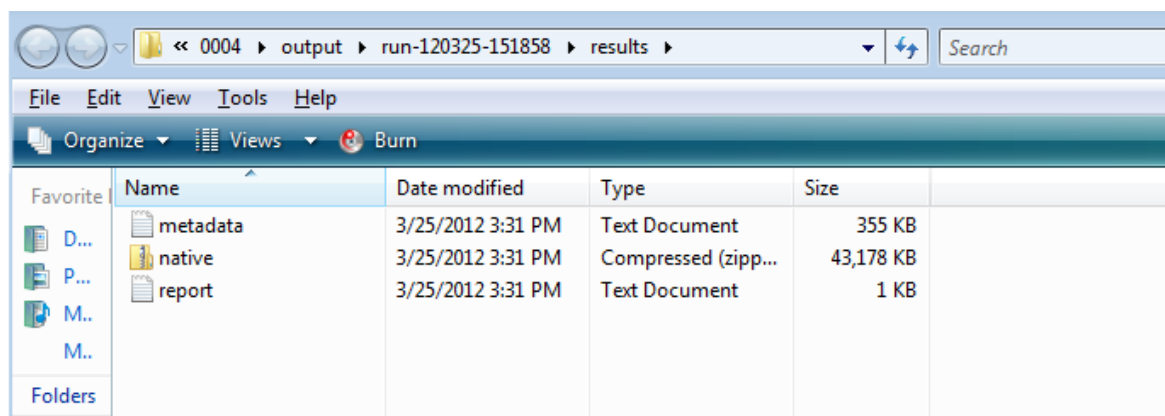 « 0004 ▸ output ▸ run-120325-151858 ▸ results ▸ Search
File Edit View Tools Help
Organize Views Burn
Favorite Name Date modified Type Size
D... metadata 3/25/2012 3:31 PM Text Document 355 KB
P... native 3/25/2012 3:31 PM Compressed (zipp... 43,178 KB
M.. report 3/25/2012 3:31 PM Text Document 1 KB
M..
Folders